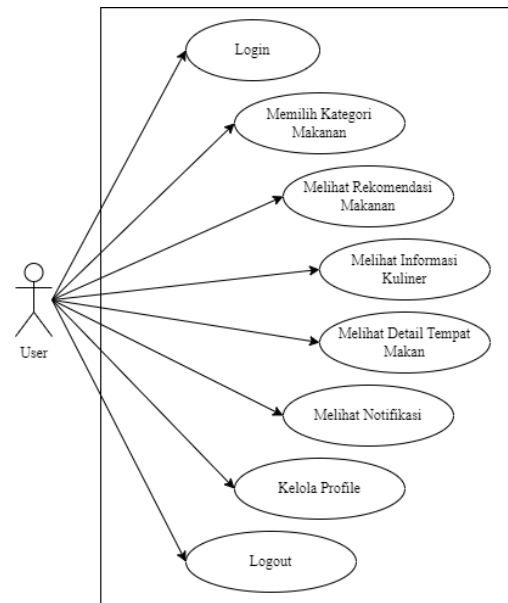 Login
Memilih Kategori
Makanan
Melihat Rekomendasi
Makanan
Melihat Informasi
Kuliner
User
Melihat Detail Tempat
Makan
Melihat Notifikasi
Kelola Profile
Logout